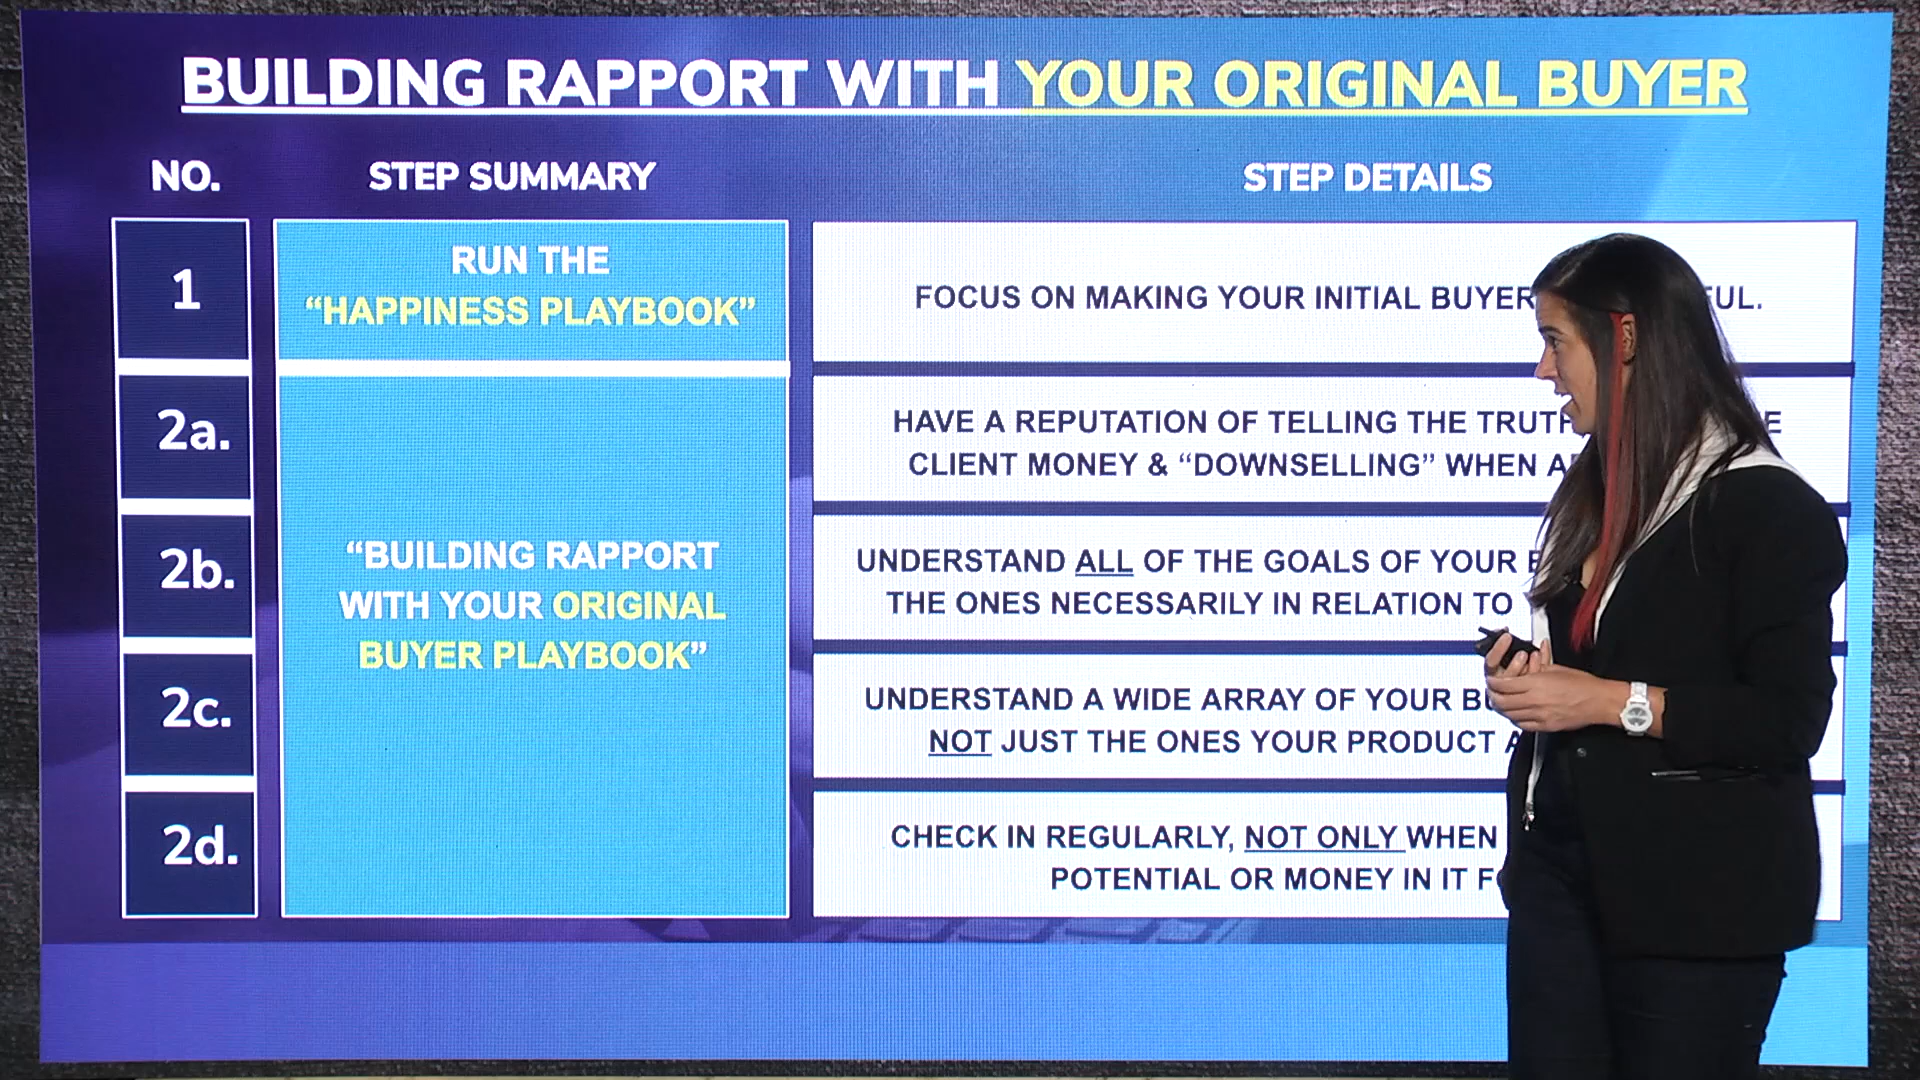 BUILDING RAPPORT WITH YOUR ORIGINAL BUYER
NO. STEP SUMMARY STEP DETAILS
1
RUN THE
“HAPPINESS PLAYBOOK”
FOCUS ON MAKING YOUR INITIAL BUYER
2a.
HAVE A REPUTATION OF TELLING THE
CLIENT MONEY & “DOWNSELLING” WHEN
2b.
“BUILDING RAPPORT
WITH YOUR ORIGINAL
BUYER PLAYBOOK”
UNDERSTAND ALL OF THE GOALS OF YOUR
THE ONES NECESSARILY IN RELATION TO
2c.
UNDERSTAND A WIDE ARRAY OF YOUR
NOT JUST THE ONES YOUR PRODUCT
2d.
CHECK IN REGULARLY, NOT ONLY WHEN
POTENTIAL OR MONEY IN IT